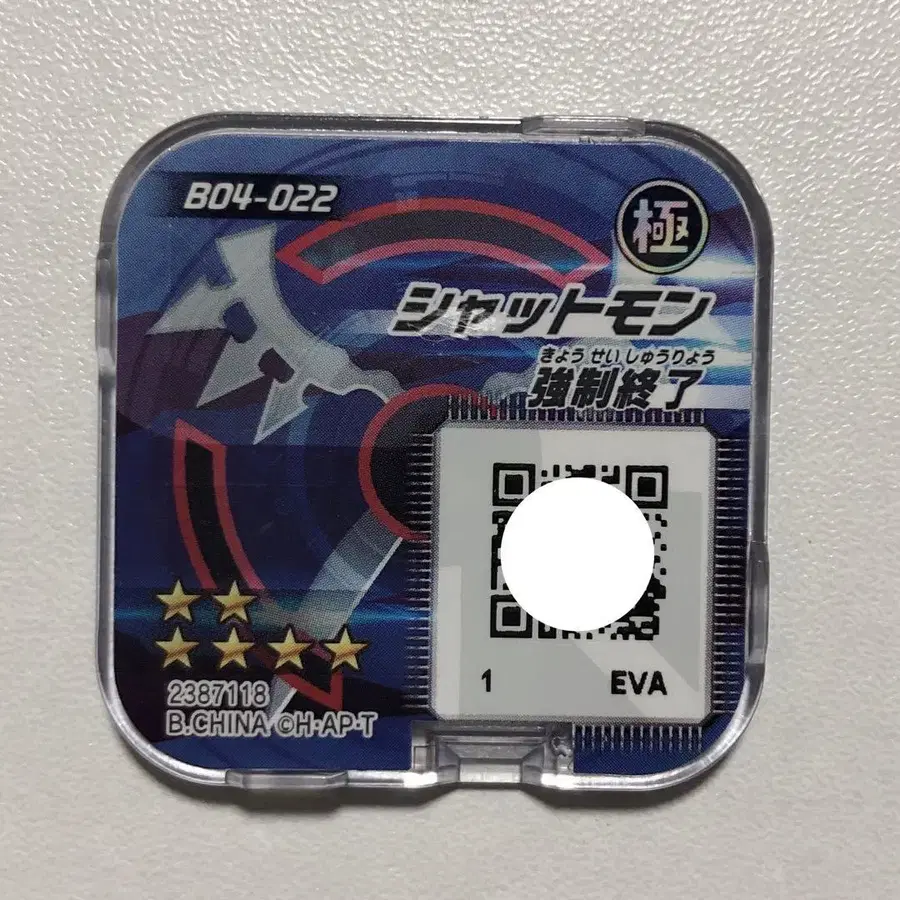 B04-022
極
シャットモン
きょう せい しゅうりょう
強制終了
1 EVA
2387118
B.CHINA ©H·AP·T